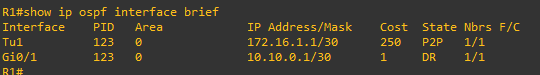 R1#show ip ospf interface brief
Interface    PID   Area            IP Address/Mask    Cost  State Nbrs F/C
Tu1          123   0               172.16.1.1/30      250   P2P   1/1
Gi0/1        123   0               10.10.0.1/30       1     DR    1/1
R1#